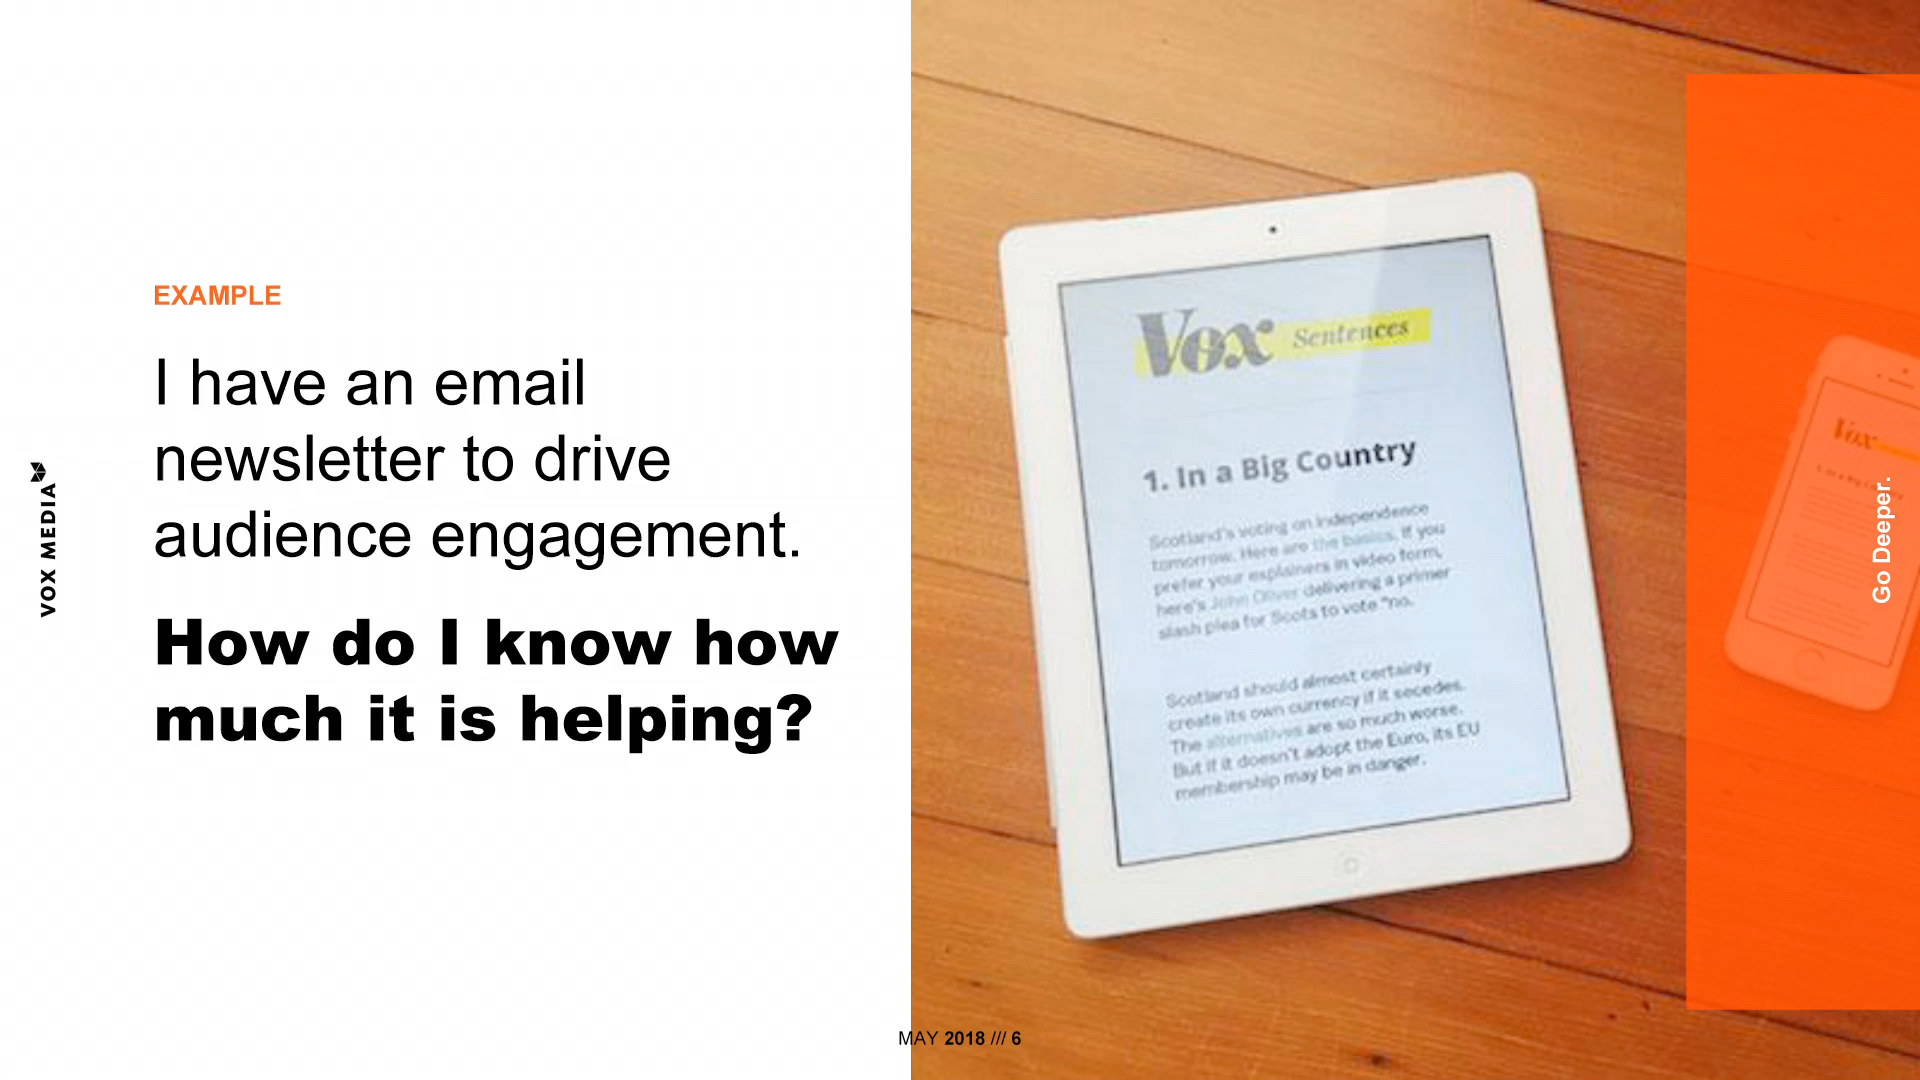 EXAMPLE
I have an email
newsletter to drive
audience engagement.
How do I know how
much it is helping?
VOX MEDIA
Vox Sentences
1. In a Big Country
Scotland's voting on independence
tomorrow. Here are the basics. If you
prefer your explainers in video form,
here's John Oliver delivering a primer
slash plea for Scots to vote "no.
Scotland should almost certainly
create its own currency if it secedes.
The alternatives are so much worse.
But if it doesn't adopt the Euro, its EU
membership may be in danger.
Vox
Go Deeper.
MAY 2018 /// 6